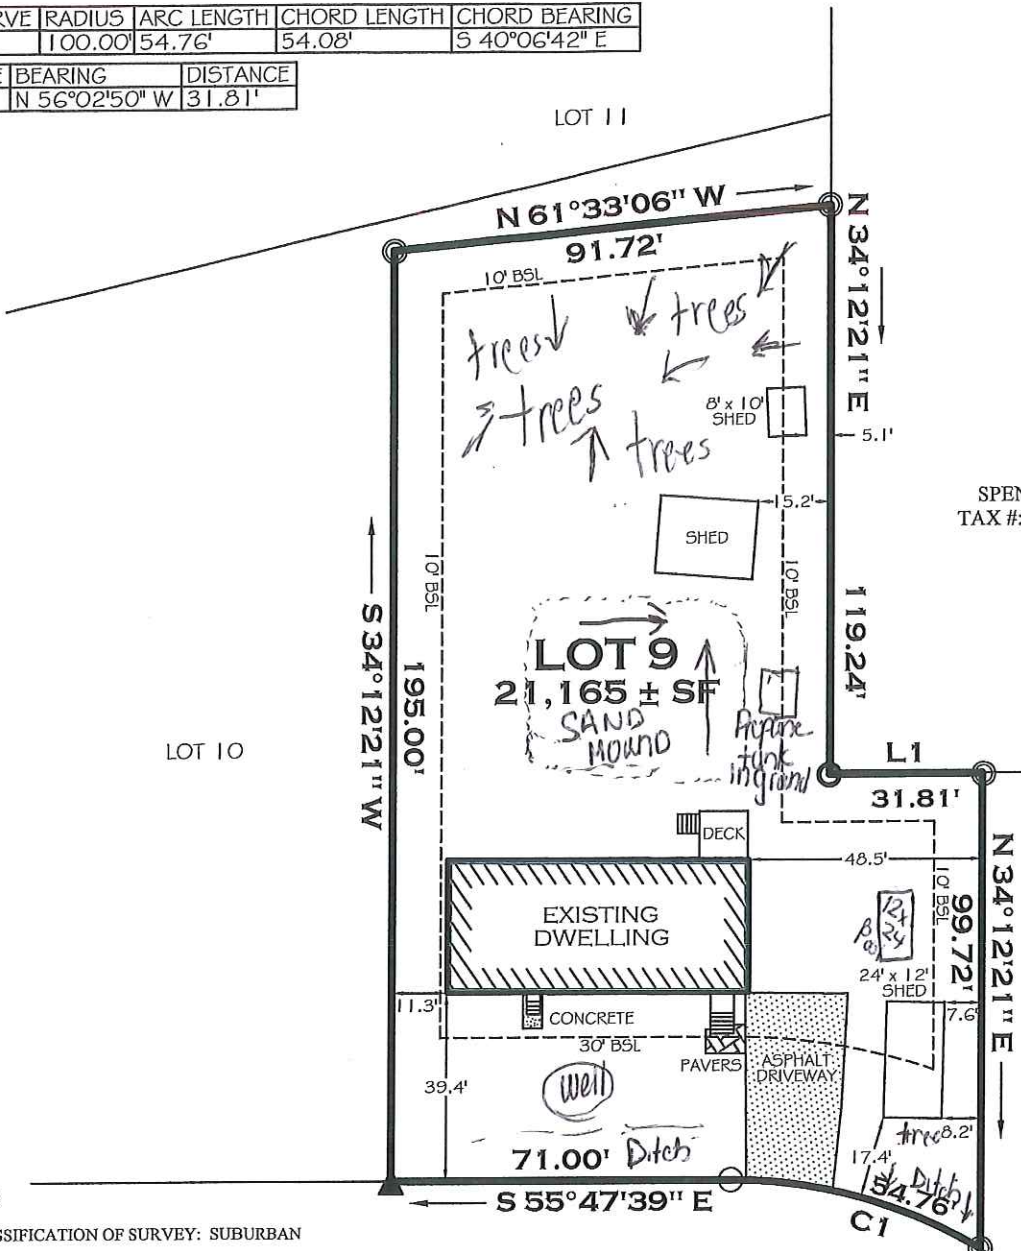 RVE RADIUS ARC LENGTH CHORD LENGTH CHORD BEARING
100.00' 54.76' 54.08' S 40°06'42" E
E BEARING DISTANCE
N 56°02'50" W 31.81'
LOT 11
N 61°33'06" W
91.72'
N 34°12'21" E
10' BSL
trees
trees
trees
trees
8' x 10'
SHED
5.1'
15.2'
SHED
SPEN
TAX #:
10' BSL
10' BSL
119.24'
S 34°12'21" W
195.00'
LOT 9
21,165 ± SF
SAND
MOUND
Propane
tank
inground
LOT 10
L1
31.81'
DECK
48.5'
N 34°12'21" E
99.72'
10' BSL
EXISTING
DWELLING
12x
24
24' x 12'
SHED
7.6'
11.3'
CONCRETE
30' BSL
PAVERS
ASPHALT
DRIVEWAY
39.4'
well
tree 8.2'
17.4'
71.00' Ditch
Ditch
54.76'
S 55°47'39" E
C1
SSIFICATION OF SURVEY: SUBURBAN